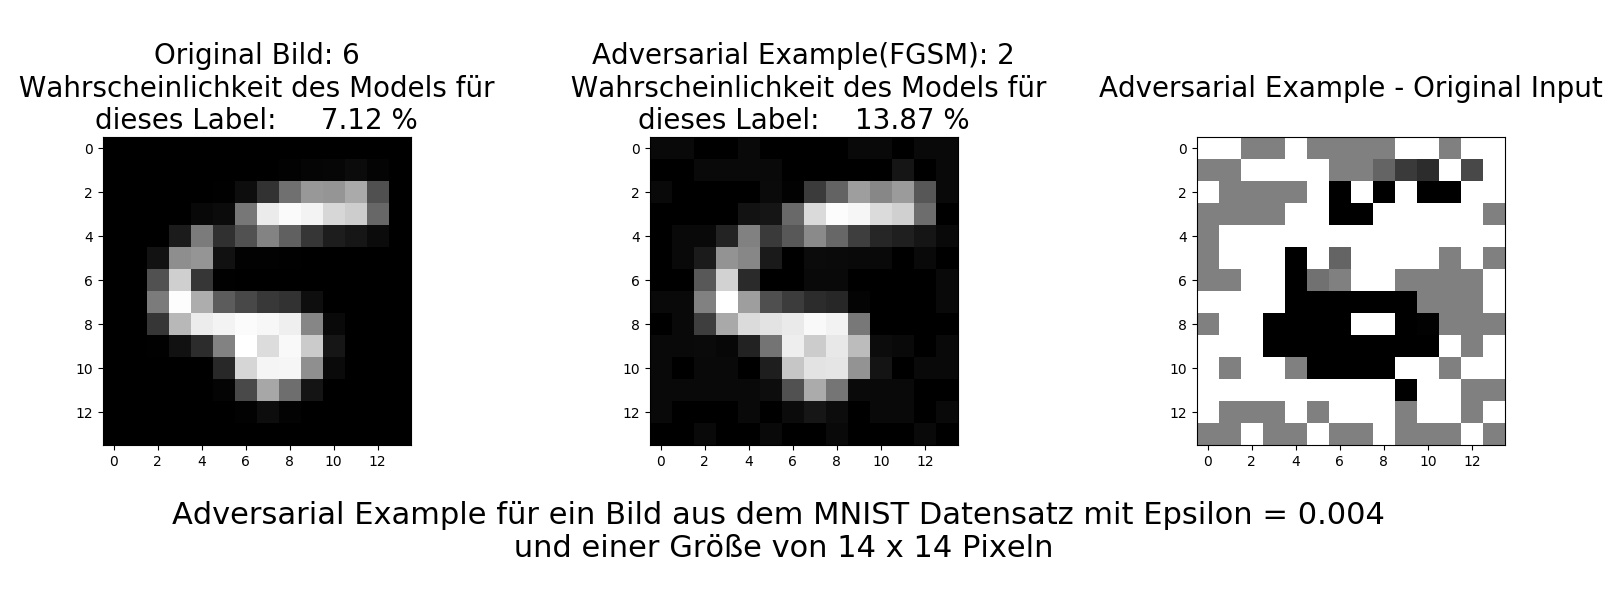 Original Bild: 6
Wahrscheinlichkeit des Models für
dieses Label: 7.12 %
0
2
4
6
8
10
12
0 2 4 6 8 10 12
Adversarial Example(FGSM): 2
Wahrscheinlichkeit des Models für
dieses Label: 13.87 %
0
2
4
6
8
10
12
0 2 4 6 8 10 12
Adversarial Example - Original Input
0
2
4
6
8
10
12
0 2 4 6 8 10 12
Adversarial Example für ein Bild aus dem MNIST Datensatz mit Epsilon = 0.004
und einer Größe von 14 x 14 Pixeln